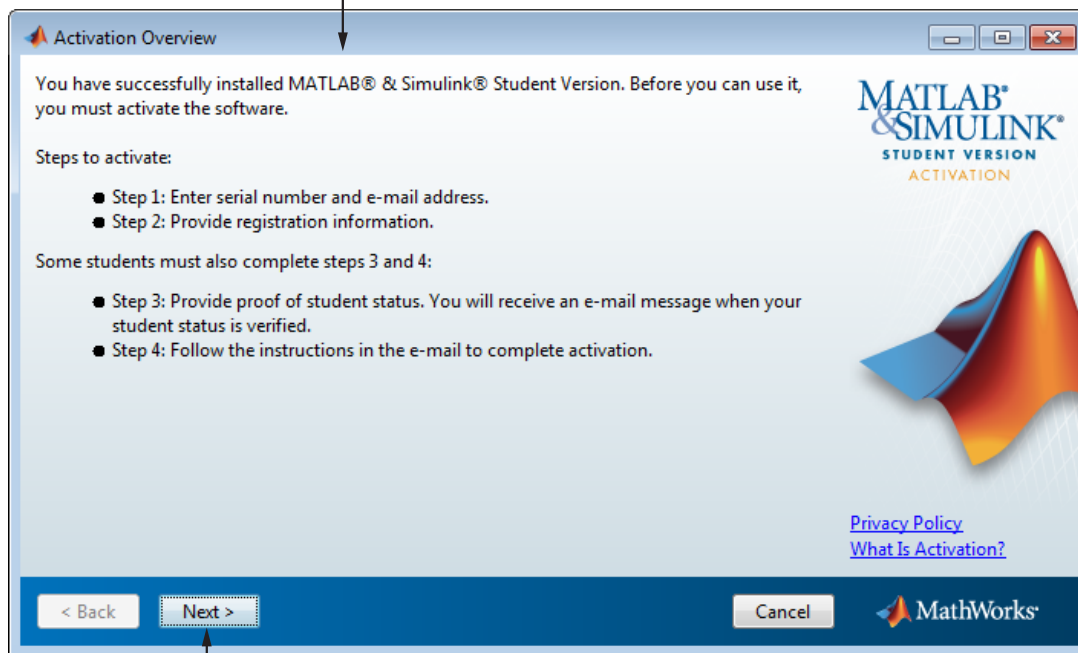 Activation Overview
You have successfully installed MATLAB® & Simulink® Student Version. Before you can use it,
you must activate the software.
Steps to activate:
● Step 1: Enter serial number and e-mail address.
● Step 2: Provide registration information.
Some students must also complete steps 3 and 4:
● Step 3: Provide proof of student status. You will receive an e-mail message when your
student status is verified.
● Step 4: Follow the instructions in the e-mail to complete activation.
MATLAB®
&SIMULINK®
STUDENT VERSION
ACTIVATION
Privacy Policy
What Is Activation?
< Back
Next >
Cancel
MathWorks®